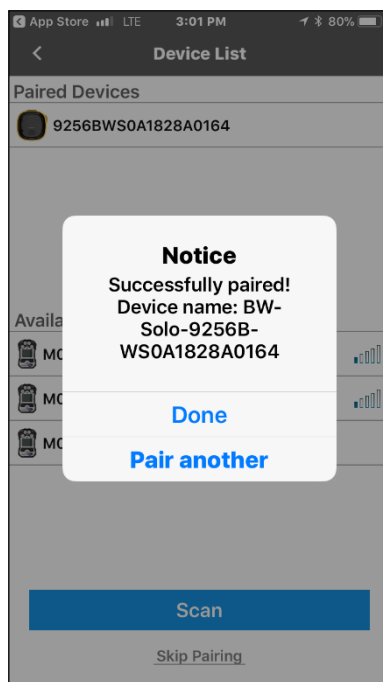 App Store LTE 3:01 PM 80%
Device List
Paired Devices
9256BWS0A1828A0164
Notice
Successfully paired!
Device name: BW-
Solo-9256B-
WS0A1828A0164
Availa
Done
Pair another
Scan
Skip Pairing